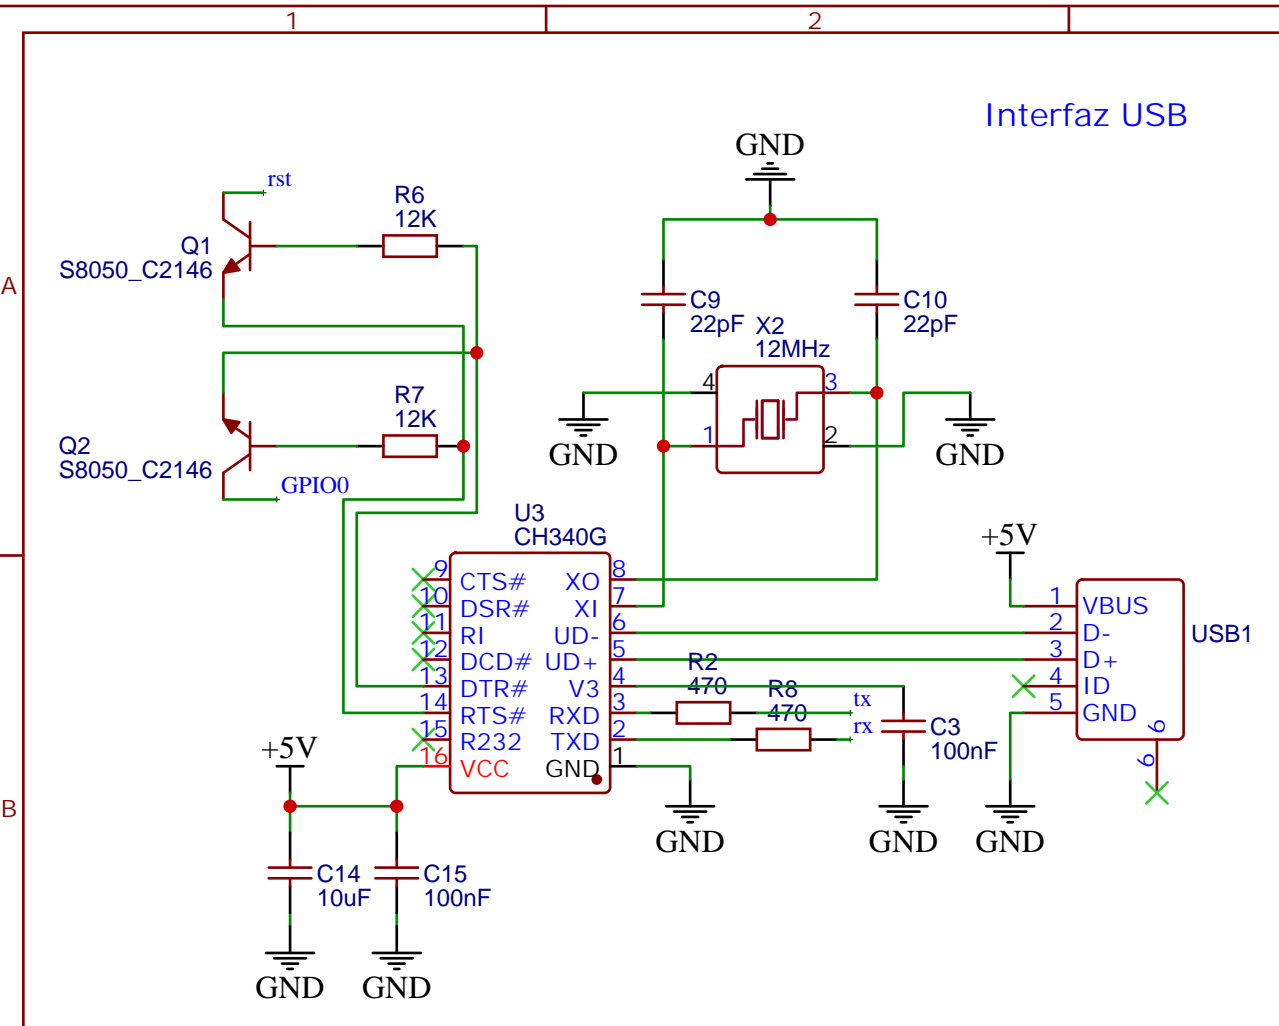 1
2
Interfaz USB
GND
rst
R6
12K
Q1
S8050_C2146
A
C9
22pF
C10
22pF
X2
12MHz
4
3
1
2
GND
GND
R7
12K
Q2
S8050_C2146
GPIO0
U3
CH340G
+5V
9 CTS# XO 8
10 DSR# XI 7
11 RI UD- 6
12 DCD# UD+ 5
13 DTR# V3 4
14 RTS# RXD 3
15 R232 TXD 2
16 VCC GND 1
R2
470
R8
470
tx
rx
C3
100nF
1 VBUS
2 D-
3 D+
4 ID
5 GND
6
6
USB1
+5V
B
GND
GND
GND
C14
10uF
C15
100nF
GND
GND